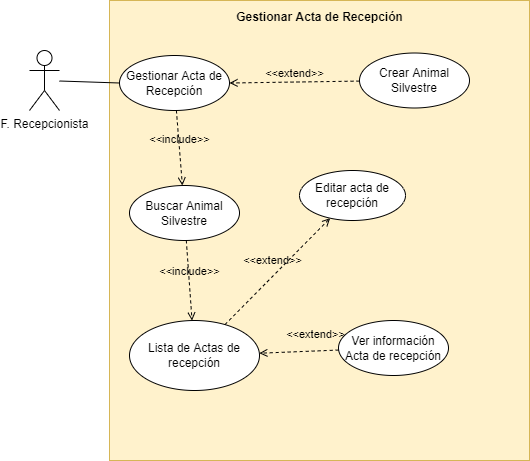 Gestionar Acta de Recepción
Gestionar Acta de
Recepción
<<extend>>
Crear Animal
Silvestre
F. Recepcionista
<<include>>
Buscar Animal
Silvestre
Editar acta de
recepción
<<include>>
<<extend>>
Lista de Actas de
recepción
<<extend>>
Ver información
Acta de recepción